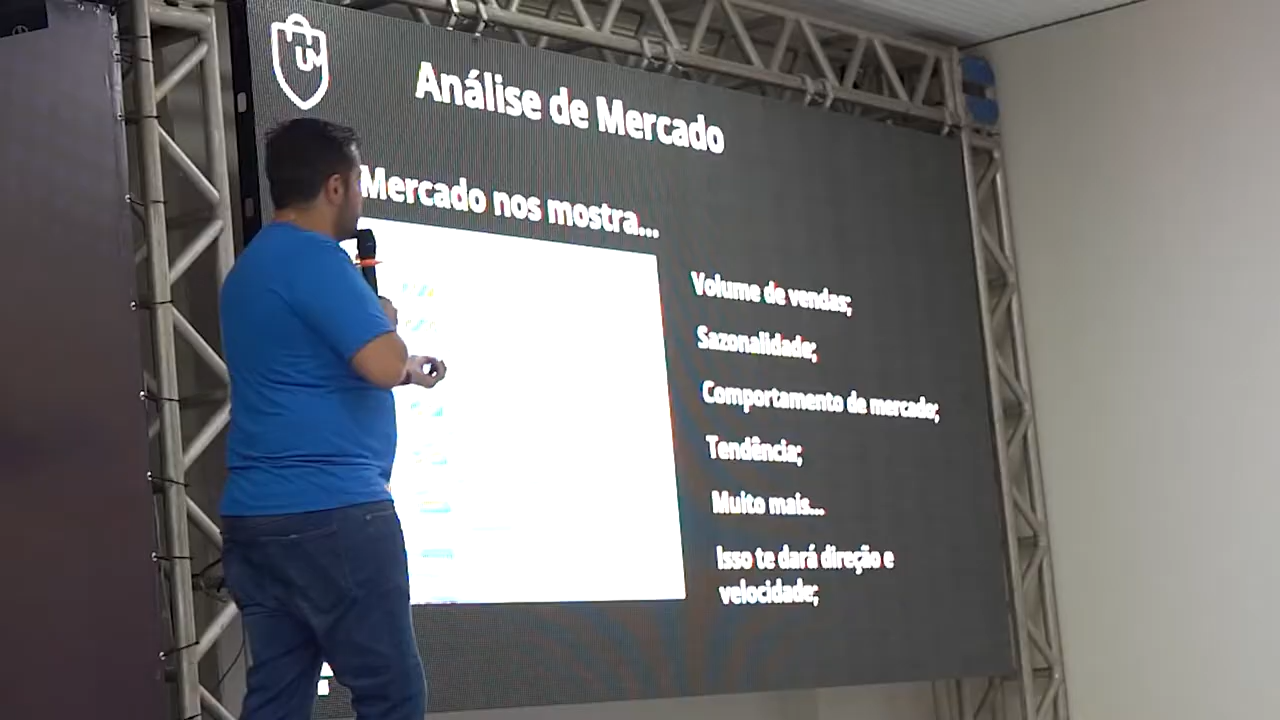 UM
Análise de Mercado
Mercado nos mostra...
Volume de vendas;
Sazonalidade;
Comportamento de mercado;
Tendência;
Muito mais...
Isso te dará direção e
velocidade;